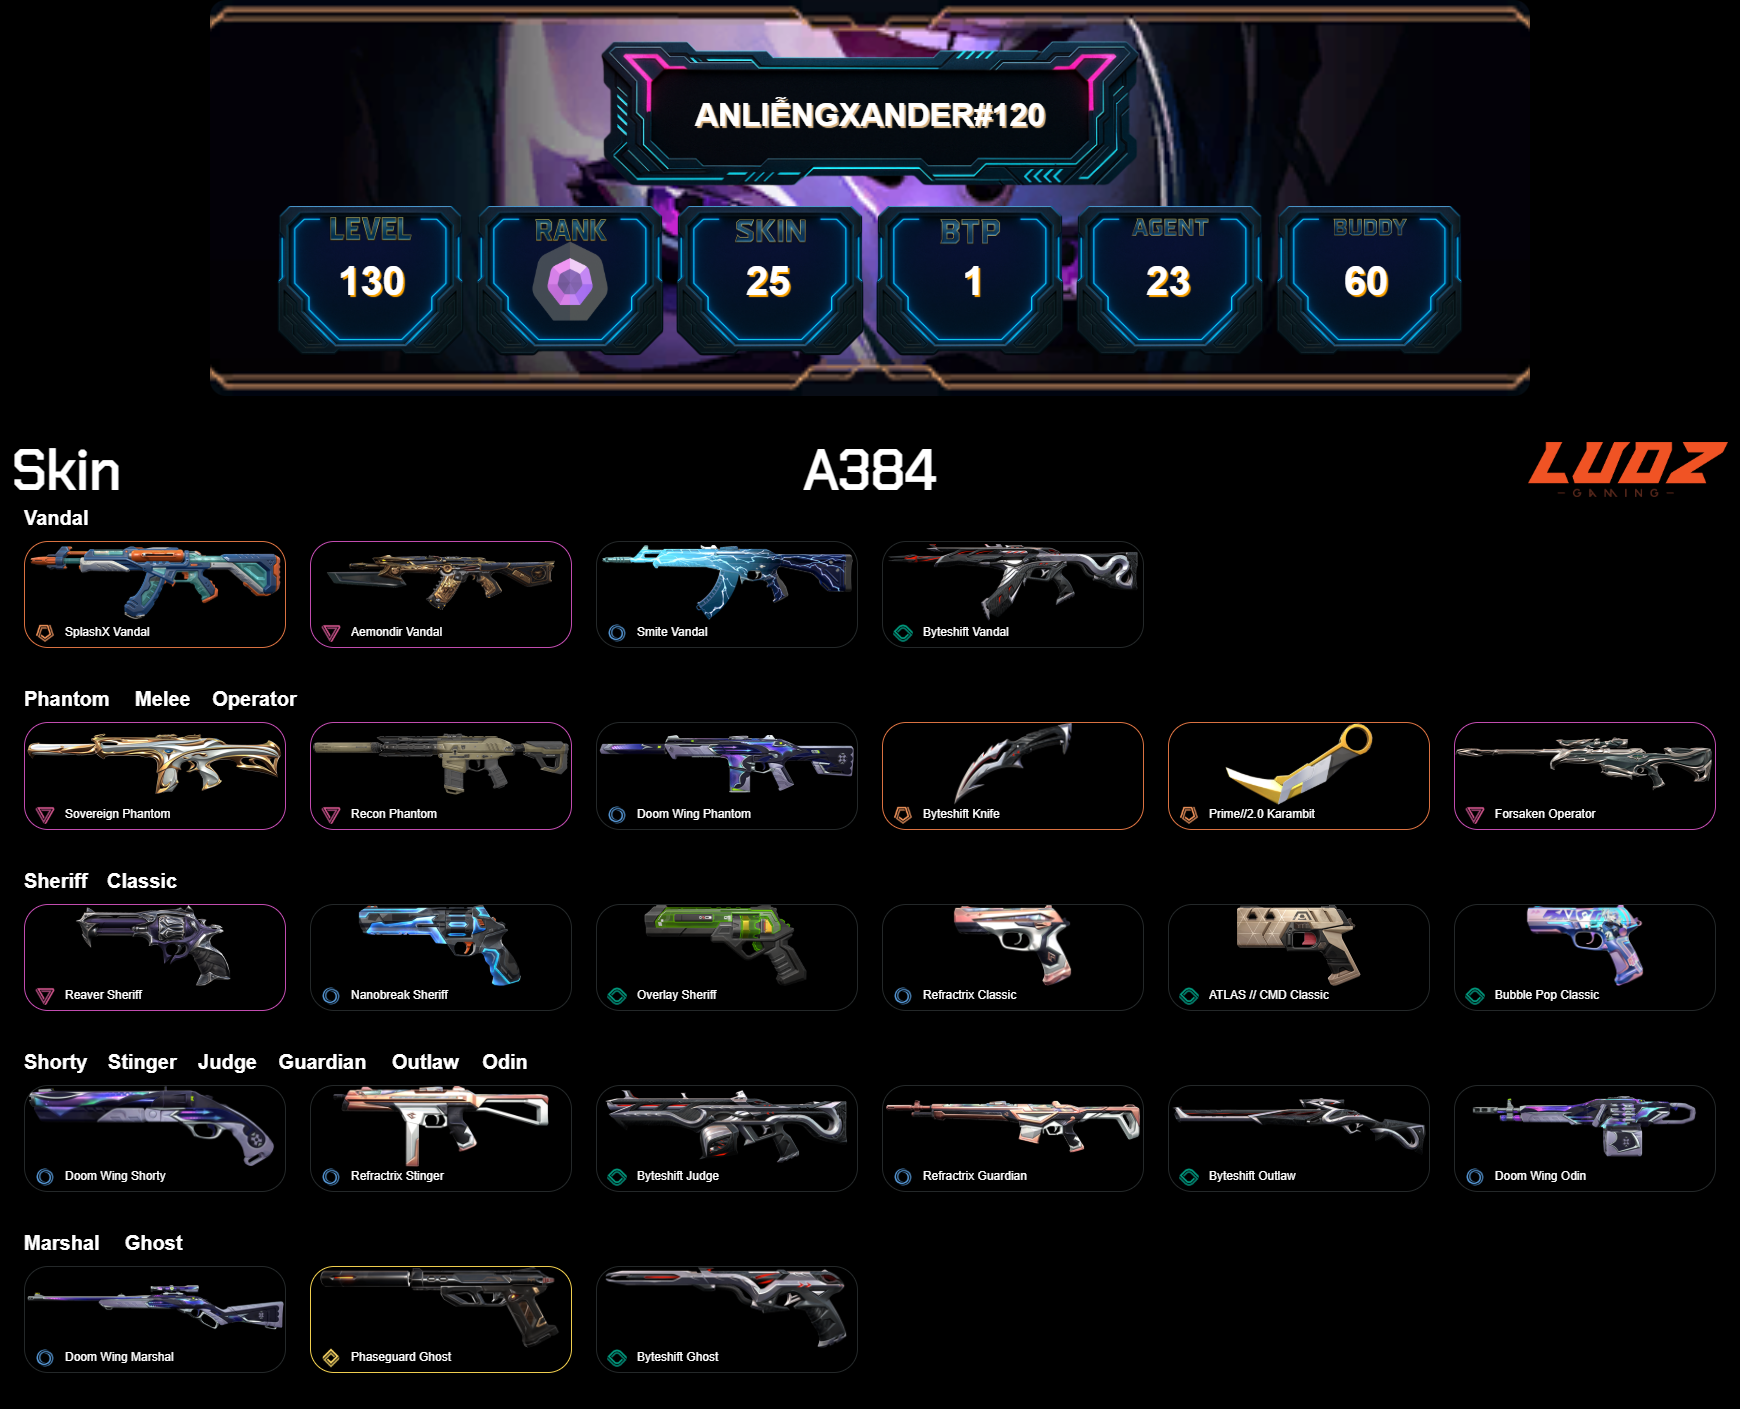 ANLIỄNGXANDER#120
LEVEL RANK SKIN BTP AGENT BUDDY
130 25 1 23 60
Skin A384 LUDZ
-GAMING-
Vandal
SplashX Vandal Aemondir Vandal Smite Vandal Byteshift Vandal
Phantom Melee Operator
Sovereign Phantom Recon Phantom Doom Wing Phantom Byteshift Knife Prime//2.0 Karambit Forsaken Operator
Sheriff Classic
Reaver Sheriff Nanobreak Sheriff Overlay Sheriff Refractrix Classic ATLAS // CMD Classic Bubble Pop Classic
Shorty Stinger Judge Guardian Outlaw Odin
Doom Wing Shorty Refractrix Stinger Byteshift Judge Refractrix Guardian Byteshift Outlaw Doom Wing Odin
Marshal Ghost
Doom Wing Marshal Phaseguard Ghost Byteshift Ghost